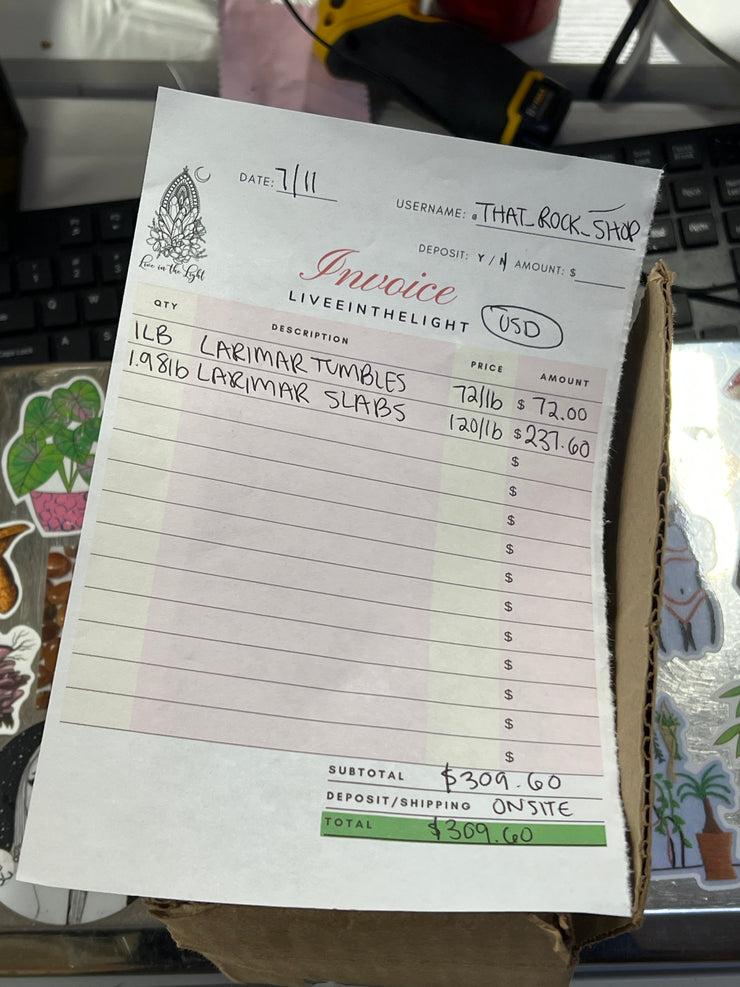 DATE: 7/11
USERNAME: @THAT_ROCK_SHOP
Live in the Light
DEPOSIT: Y / N AMOUNT: $
Invoice
LIVEEINTHELIGHT
USD
QTY DESCRIPTION PRICE AMOUNT
1LB LARIMAR TUMBLES 72/lb $ 72.00
1.98lb LARIMAR SLABS 120/lb $ 237.60
$
$
$
$
$
$
$
$
$
$
$
SUBTOTAL $309.60
DEPOSIT/SHIPPING ONSITE
TOTAL $309.60